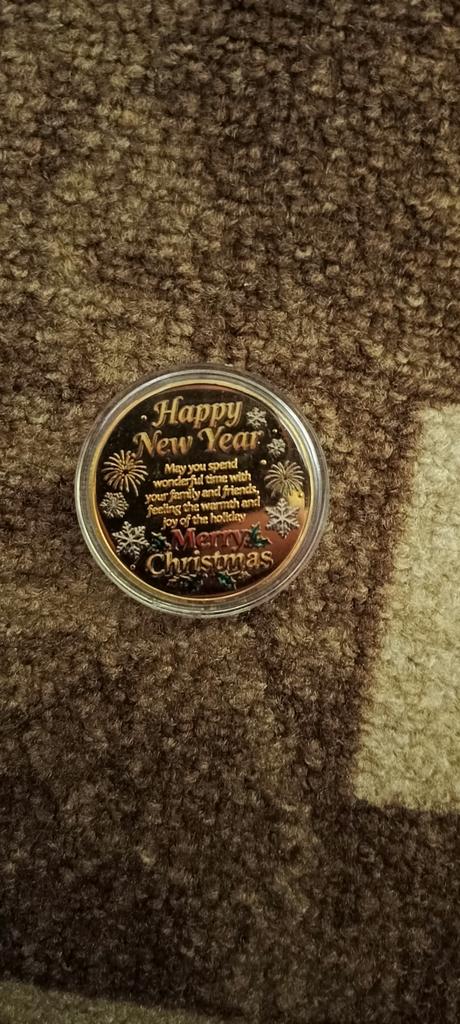 Happy
New Year
May you spend
wonderful time with
your family and friends,
feeling the warmth and
joy of the holiday
Merry
Christmas